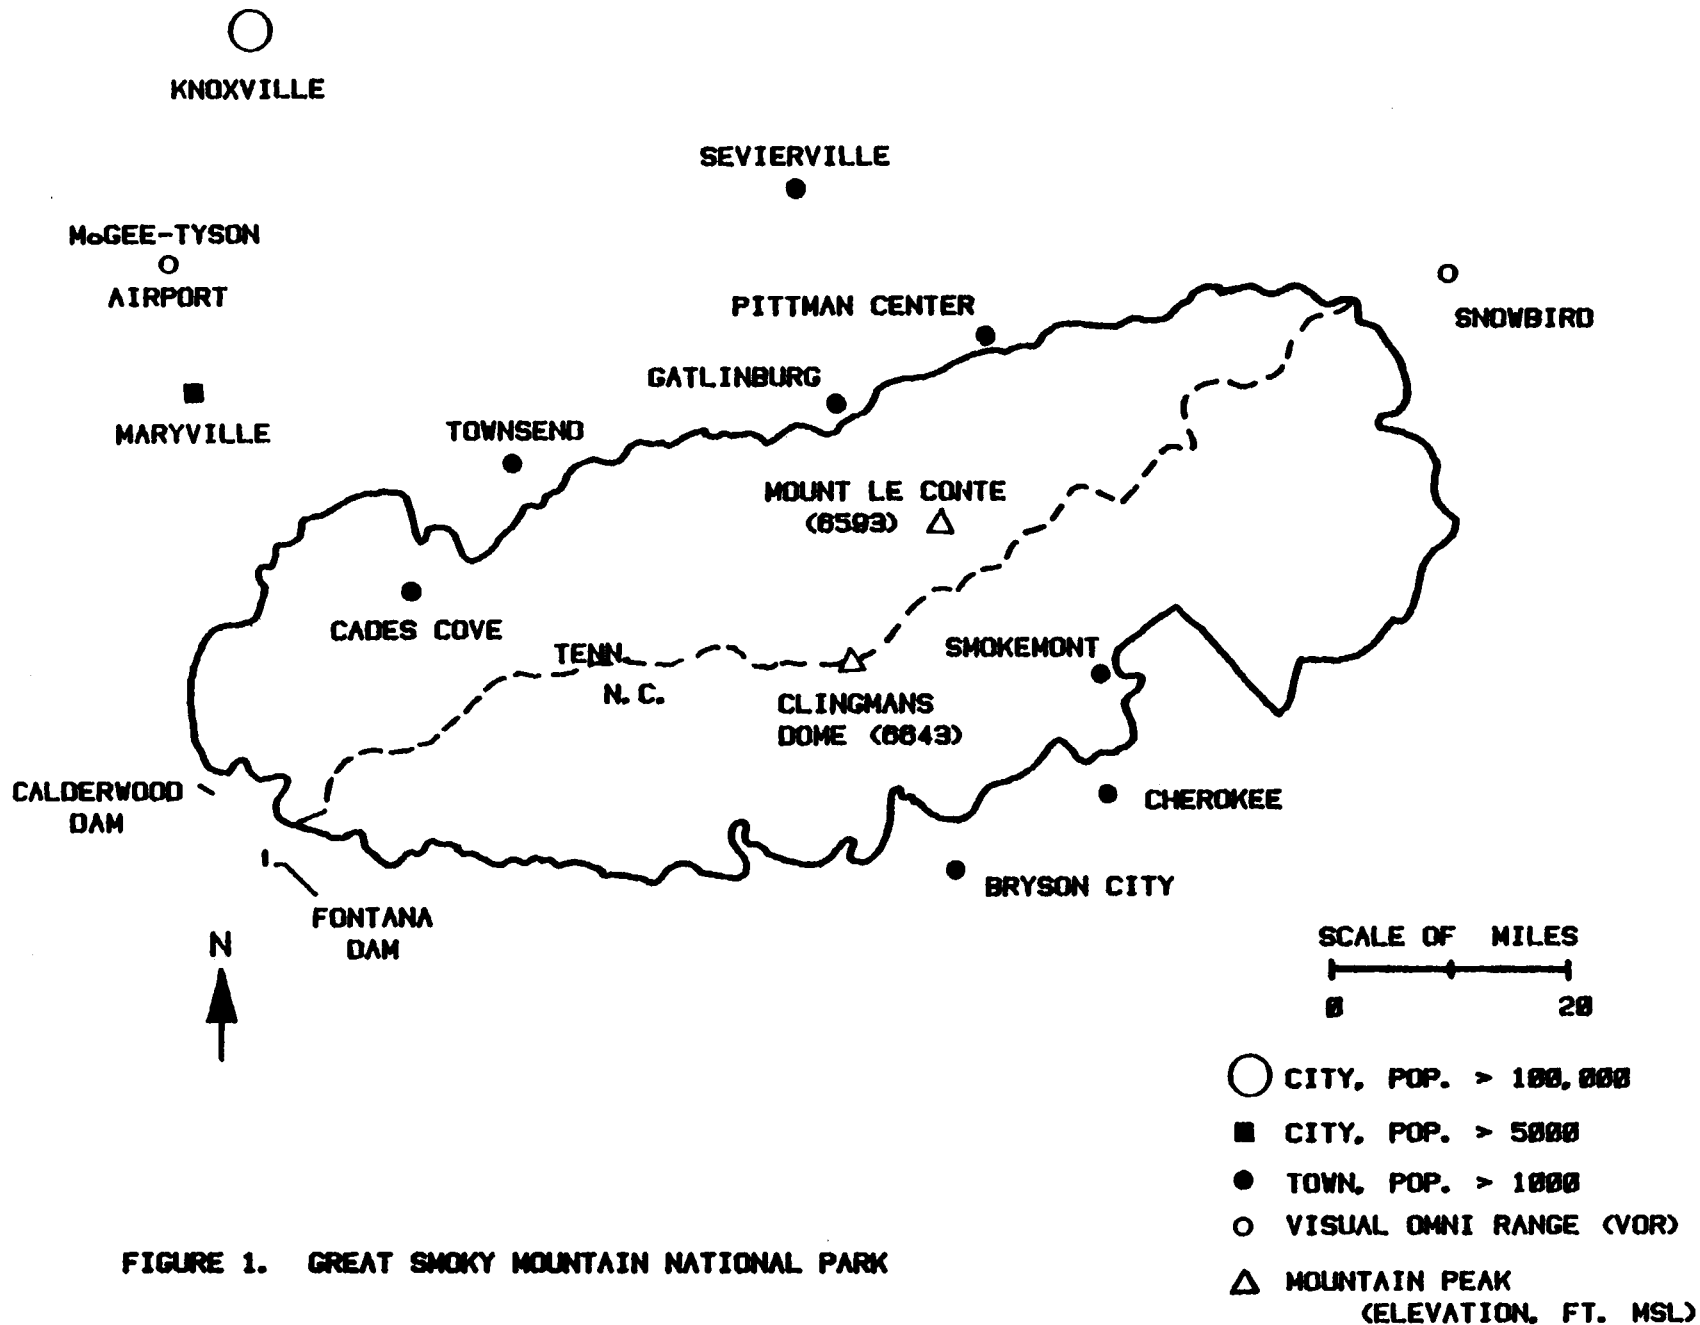 KNOXVILLE
SEVIERVILLE
McGEE-TYSON
AIRPORT
PITTMAN CENTER
SNOWBIRD
GATLINBURG
MARYVILLE
TOWNSEND
MOUNT LE CONTE
(6593)
CADES COVE
TENN.
N.C.
SMOKEMONT
CLINGMANS
DOME (6643)
CALDERWOOD
DAM
CHEROKEE
BRYSON CITY
FONTANA
DAM
N
SCALE OF MILES
0 20
CITY, POP. > 100,000
CITY, POP. > 5000
TOWN, POP. > 1000
VISUAL OMNI RANGE (VOR)
MOUNTAIN PEAK
(ELEVATION, FT. MSL)
FIGURE 1. GREAT SMOKY MOUNTAIN NATIONAL PARK